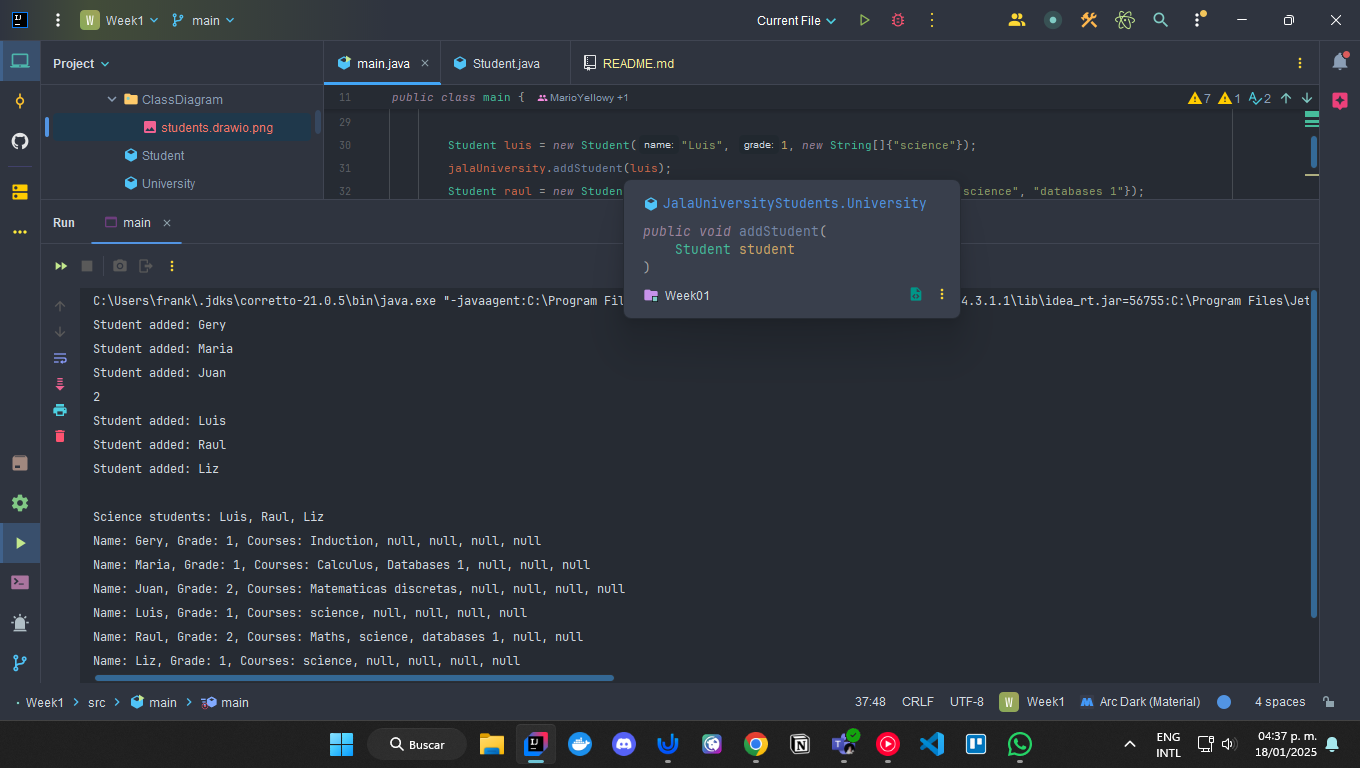 W Week1 main Current File
Project main.java Student.java README.md
ClassDiagram
students.drawio.png
Student
University
11 public class main { MarioYellowy +1 7 1 2
29
30 Student luis = new Student( name: "Luis", grade: 1, new String[]{"science"});
31 jalaUniversity.addStudent(luis);
32 Student raul = new Studen science", "databases 1"});
JalaUniversityStudents.University
public void addStudent(
Student student
)
Week01
Run main
C:\Users\frank\.jdks\corretto-21.0.5\bin\java.exe "-javaagent:C:\Program Fil 4.3.1.1\lib\idea_rt.jar=56755:C:\Program Files\Jet
Student added: Gery
Student added: Maria
Student added: Juan
2
Student added: Luis
Student added: Raul
Student added: Liz
Science students: Luis, Raul, Liz
Name: Gery, Grade: 1, Courses: Induction, null, null, null, null
Name: Maria, Grade: 1, Courses: Calculus, Databases 1, null, null, null
Name: Juan, Grade: 2, Courses: Matematicas discretas, null, null, null, null
Name: Luis, Grade: 1, Courses: science, null, null, null, null
Name: Raul, Grade: 2, Courses: Maths, science, databases 1, null, null
Name: Liz, Grade: 1, Courses: science, null, null, null, null
Week1 src main main 37:48 CRLF UTF-8 W Week1 Arc Dark (Material) 4 spaces
Buscar
ENG
INTL
04:37 p. m.
18/01/2025